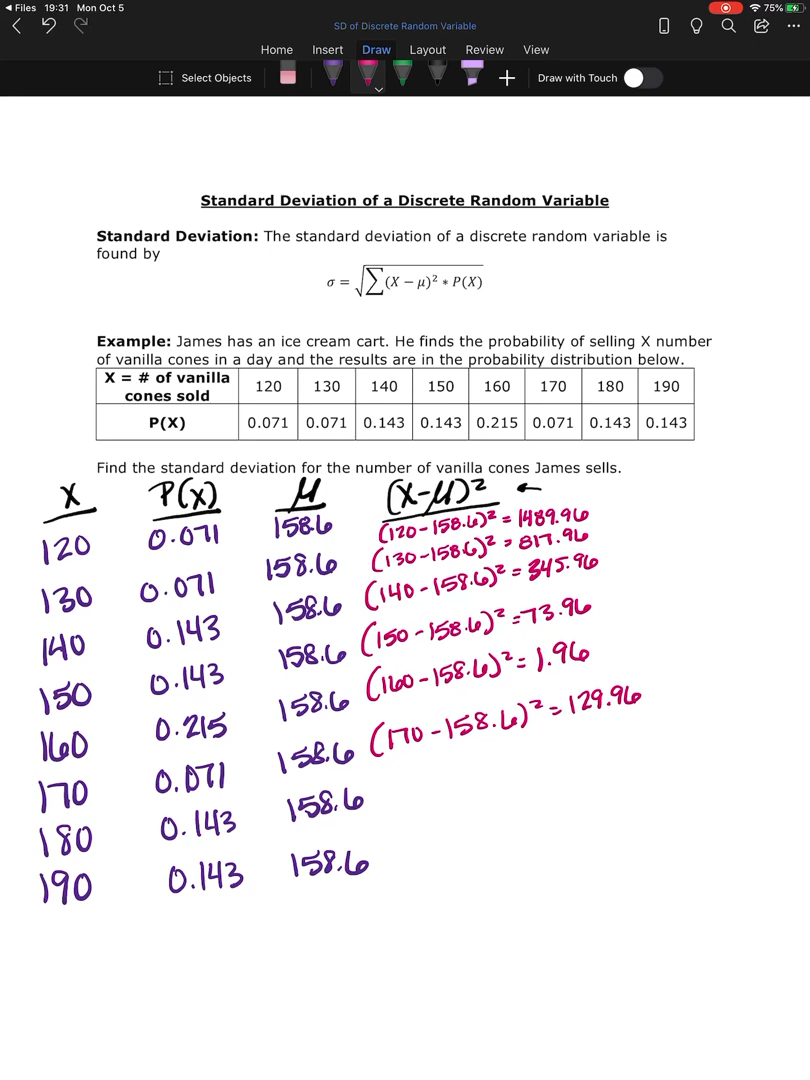 Files 19:31 Mon Oct 5 75%
SD of Discrete Random Variable
Home Insert Draw Layout Review View
Select Objects Draw with Touch
Standard Deviation of a Discrete Random Variable
Standard Deviation: The standard deviation of a discrete random variable is
found by
σ = √∑(X − μ)² * P(X)
Example: James has an ice cream cart. He finds the probability of selling X number
of vanilla cones in a day and the results are in the probability distribution below.
X = # of vanilla cones sold 120 130 140 150 160 170 180 190
P(X) 0.071 0.071 0.143 0.143 0.215 0.071 0.143 0.143
Find the standard deviation for the number of vanilla cones James sells.
X P(X) μ (X-μ)² ←
120 0.071 158.6 (120-158.6)² = 1489.96
130 0.071 158.6 (130-158.6)² = 817.96
140 0.143 158.6 (140-158.6)² = 345.96
150 0.143 158.6 (150-158.6)² = 73.96
160 0.215 158.6 (160-158.6)² = 1.96
170 0.071 158.6 (170-158.6)² = 129.96
180 0.143 158.6
190 0.143 158.6